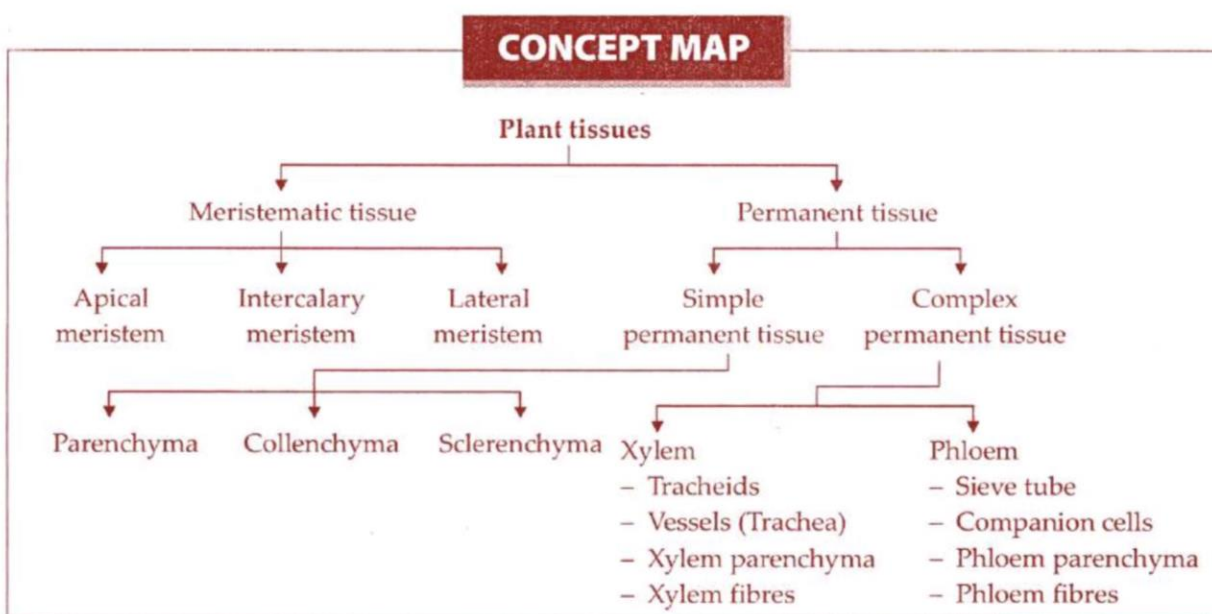 CONCEPT MAP
Plant tissues
Meristematic tissue
Permanent tissue
Apical
meristem
Intercalary
meristem
Lateral
meristem
Simple
permanent tissue
Complex
permanent tissue
Parenchyma
Collenchyma
Sclerenchyma
Xylem
– Tracheids
– Vessels (Trachea)
– Xylem parenchyma
– Xylem fibres
Phloem
– Sieve tube
– Companion cells
– Phloem parenchyma
– Phloem fibres